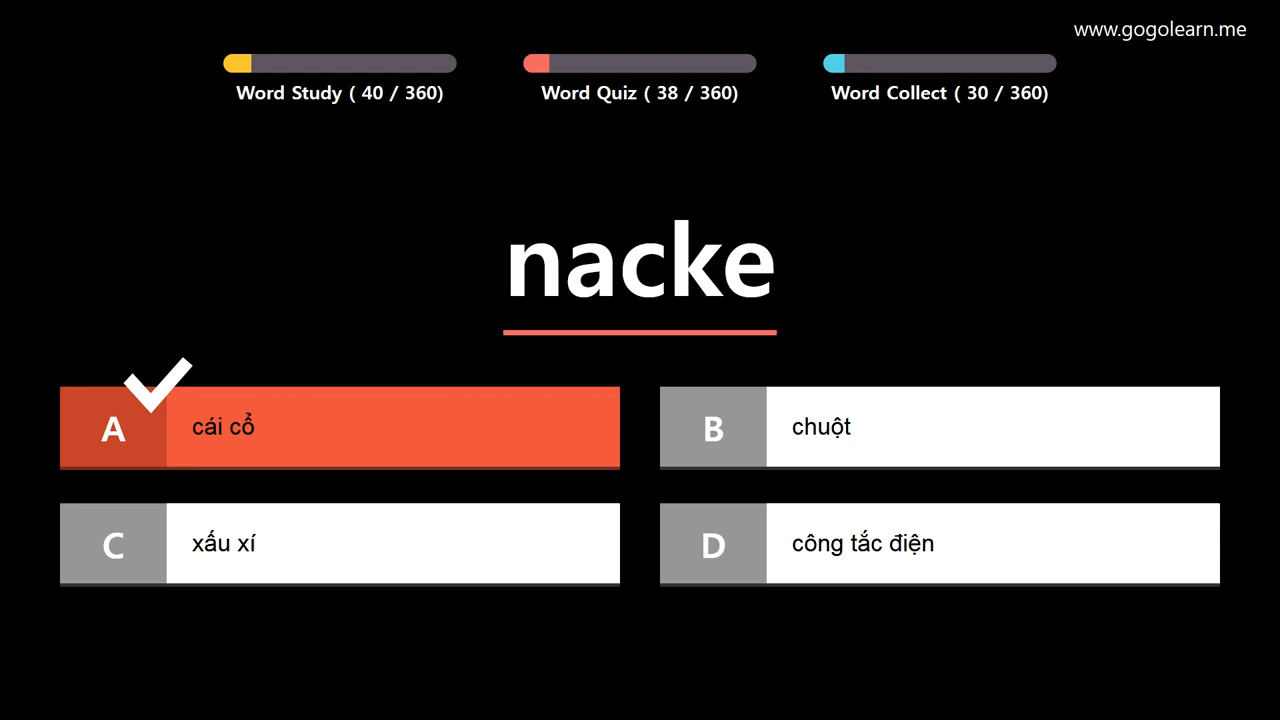 www.gogolearn.me
Word Study ( 40 / 360)
Word Quiz ( 38 / 360)
Word Collect ( 30 / 360)
nacke
A cái cổ
B chuột
C xấu xí
D công tắc điện